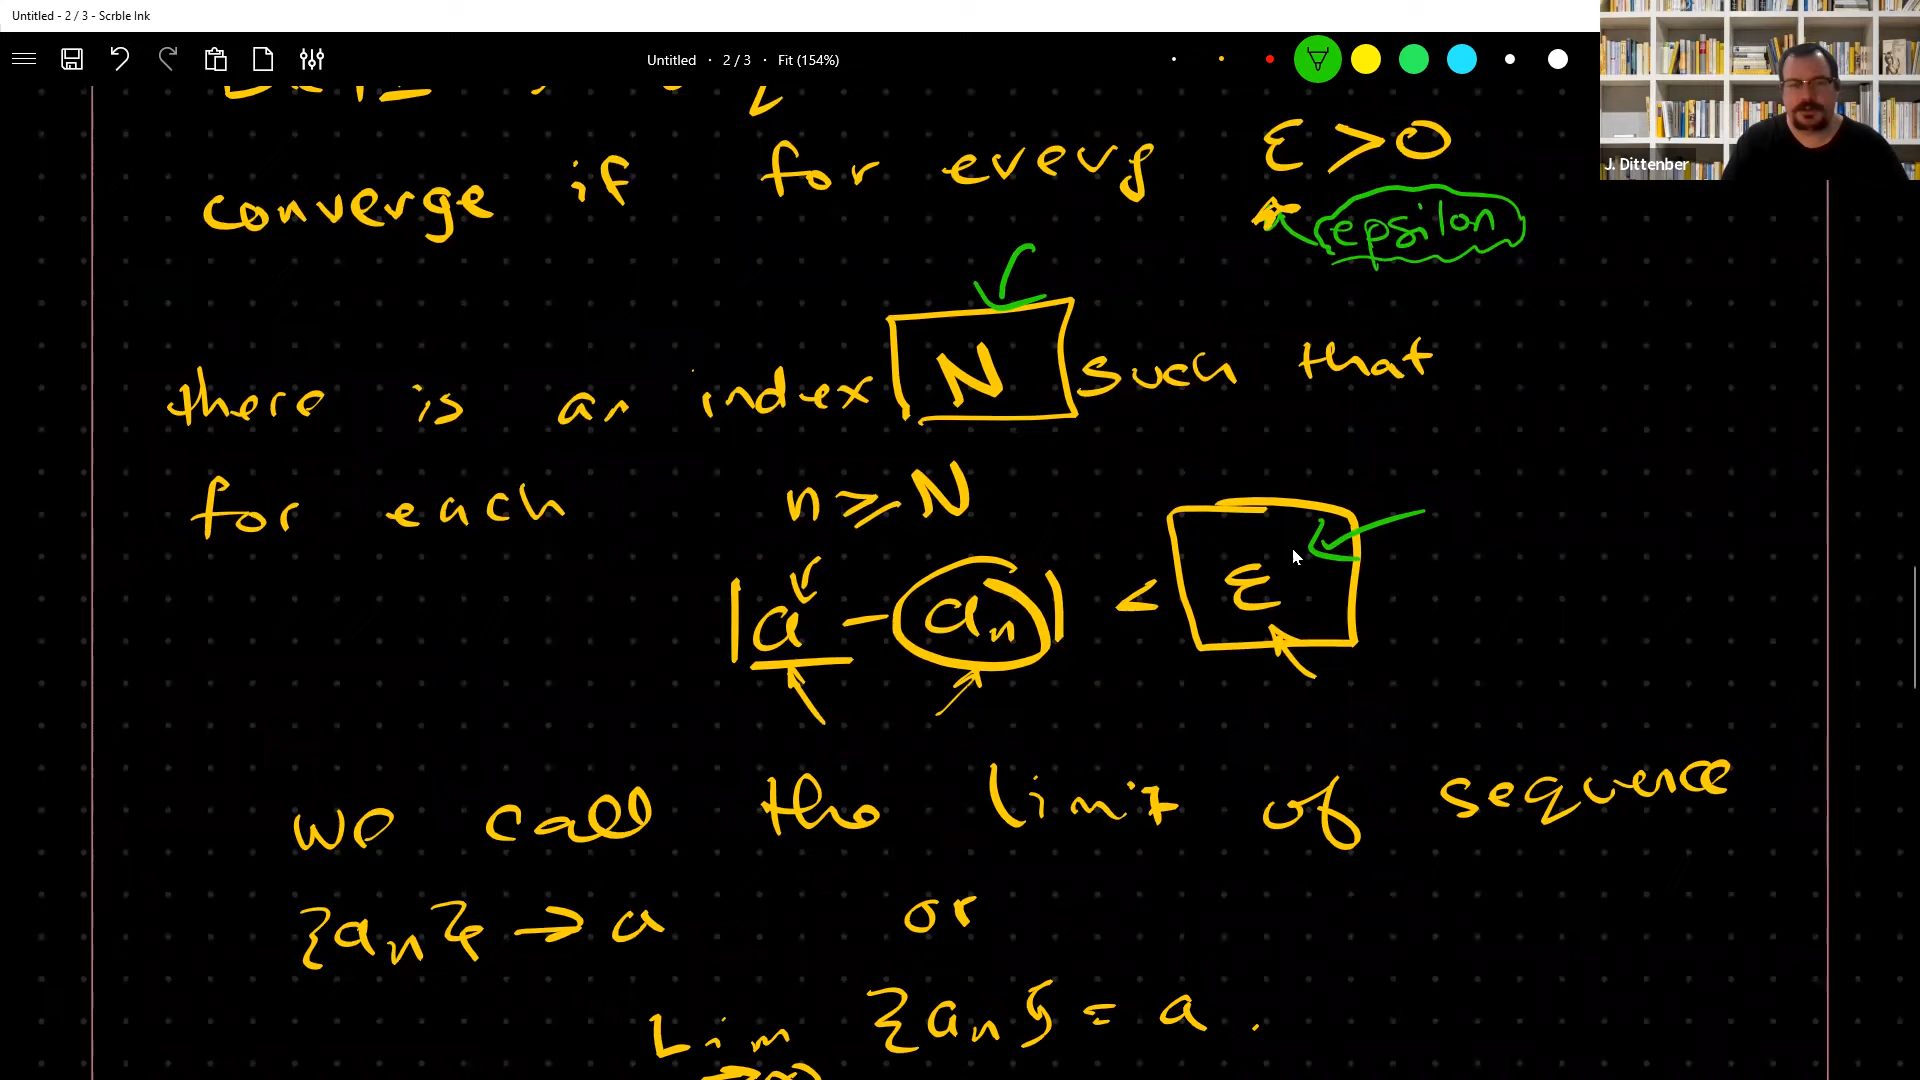 Untitled - 2 / 3 - Scrble Ink
Untitled · 2 / 3 · Fit (154%)
J. Dittenber
converge if for every ε > 0
epsilon
there is an index N such that
for each n ≥ N
|a - aₙ| < ε
we call the limit of sequence
{aₙ} → a or
Lim {aₙ} = a.